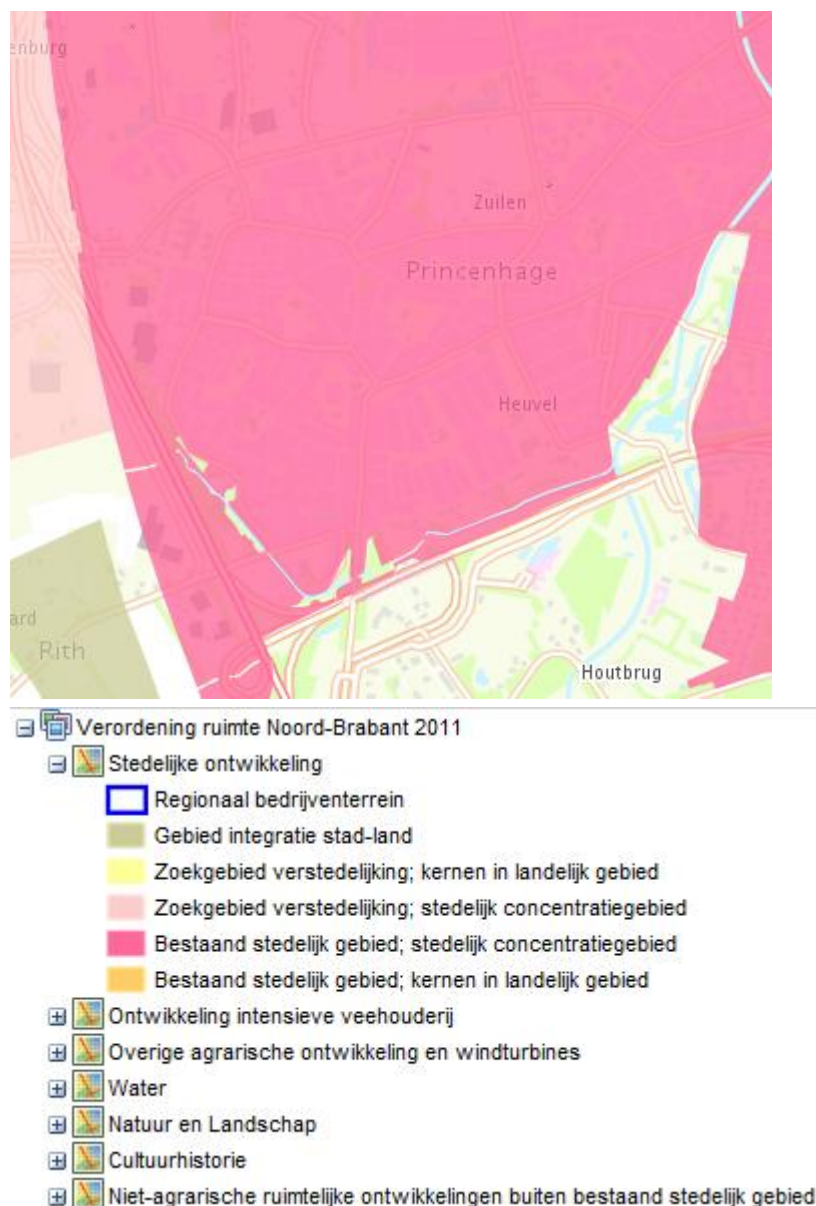 enburg
Zuilen
Princenhage
Heuvel
ard
Rith
Houtbrug
Verordening ruimte Noord-Brabant 2011
Stedelijke ontwikkeling
Regionaal bedrijventerrein
Gebied integratie stad-land
Zoekgebied verstedelijking; kernen in landelijk gebied
Zoekgebied verstedelijking; stedelijk concentratiegebied
Bestaand stedelijk gebied; stedelijk concentratiegebied
Bestaand stedelijk gebied; kernen in landelijk gebied
Ontwikkeling intensieve veehouderij
Overige agrarische ontwikkeling en windturbines
Water
Natuur en Landschap
Cultuurhistorie
Niet-agrarische ruimtelijke ontwikkelingen buiten bestaand stedelijk gebied